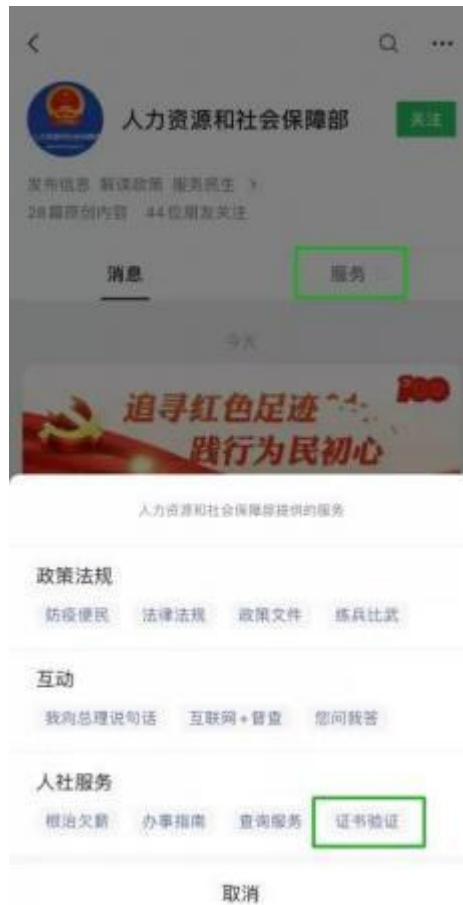 人力资源和社会保障部
关注
发布信息 解读政策 服务民生 >
28篇原创内容 44位朋友关注
消息
服务
今天
追寻红色足迹
践行为民初心
100
人力资源和社会保障部提供的服务
政策法规
防疫便民 法律法规 政策文件 练兵比武
互动
我向总理说句话 互联网+督查 您问我答
人社服务
根治欠薪 办事指南 查询服务 证书验证
取消